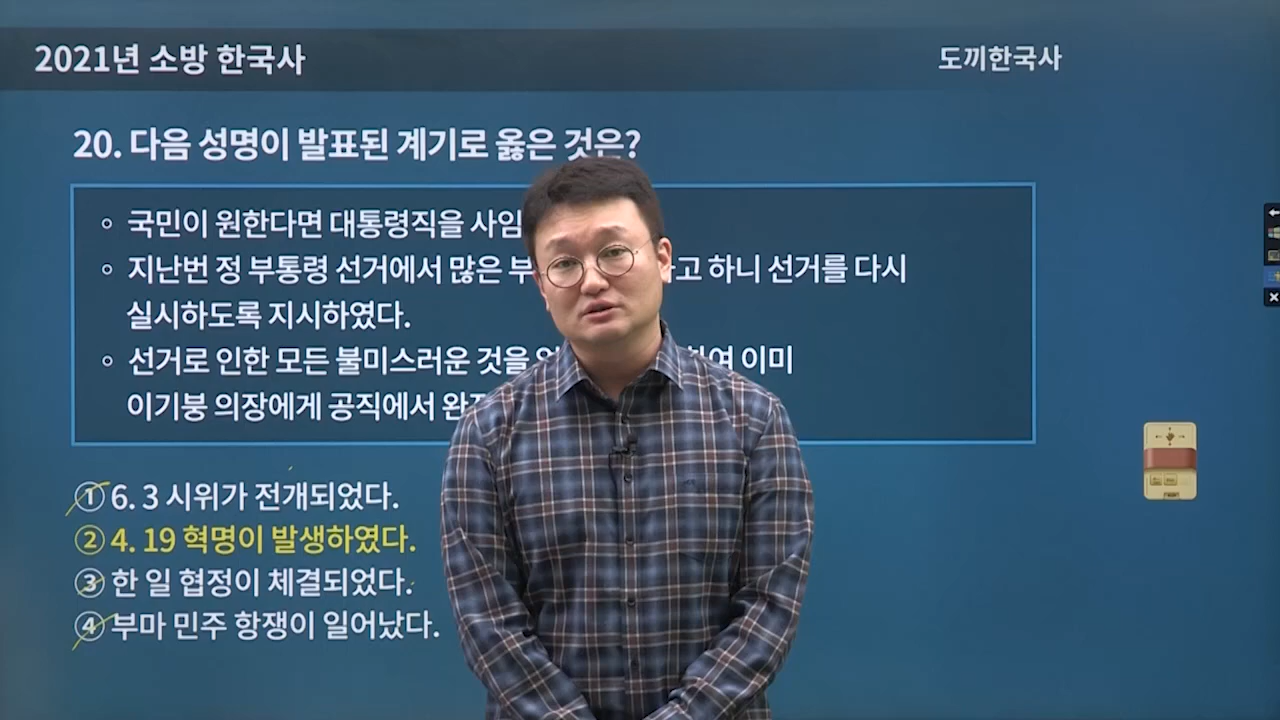 2021년 소방 한국사
도끼한국사
20. 다음 성명이 발표된 계기로 옳은 것은?
◦ 국민이 원한다면 대통령직을 사임
◦ 지난번 정 부통령 선거에서 많은 부 고 하니 선거를 다시
실시하도록 지시하였다.
◦ 선거로 인한 모든 불미스러운 것을 여 이미
이기붕 의장에게 공직에서
① 6. 3 시위가 전개되었다.
② 4. 19 혁명이 발생하였다.
③ 한 일 협정이 체결되었다.
④ 부마 민주 항쟁이 일어났다.